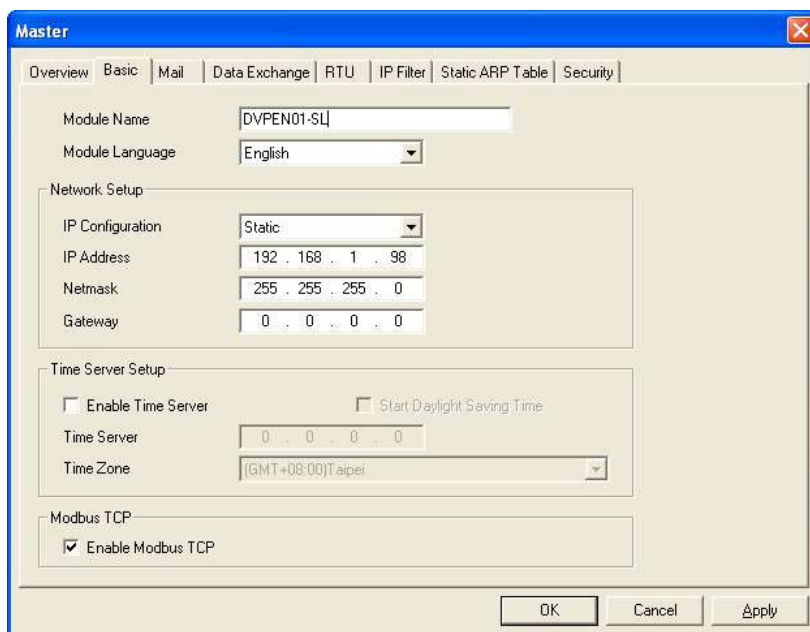 Master
Overview Basic Mail Data Exchange RTU IP Filter Static ARP Table Security
Module Name DVPEN01-SL
Module Language English
Network Setup
IP Configuration Static
IP Address 192 . 168 . 1 . 98
Netmask 255 . 255 . 255 . 0
Gateway 0 . 0 . 0 . 0
Time Server Setup
Enable Time Server Start Daylight Saving Time
Time Server 0 . 0 . 0 . 0
Time Zone (GMT+08:00)Taipei
Modbus TCP
Enable Modbus TCP
OK Cancel Apply